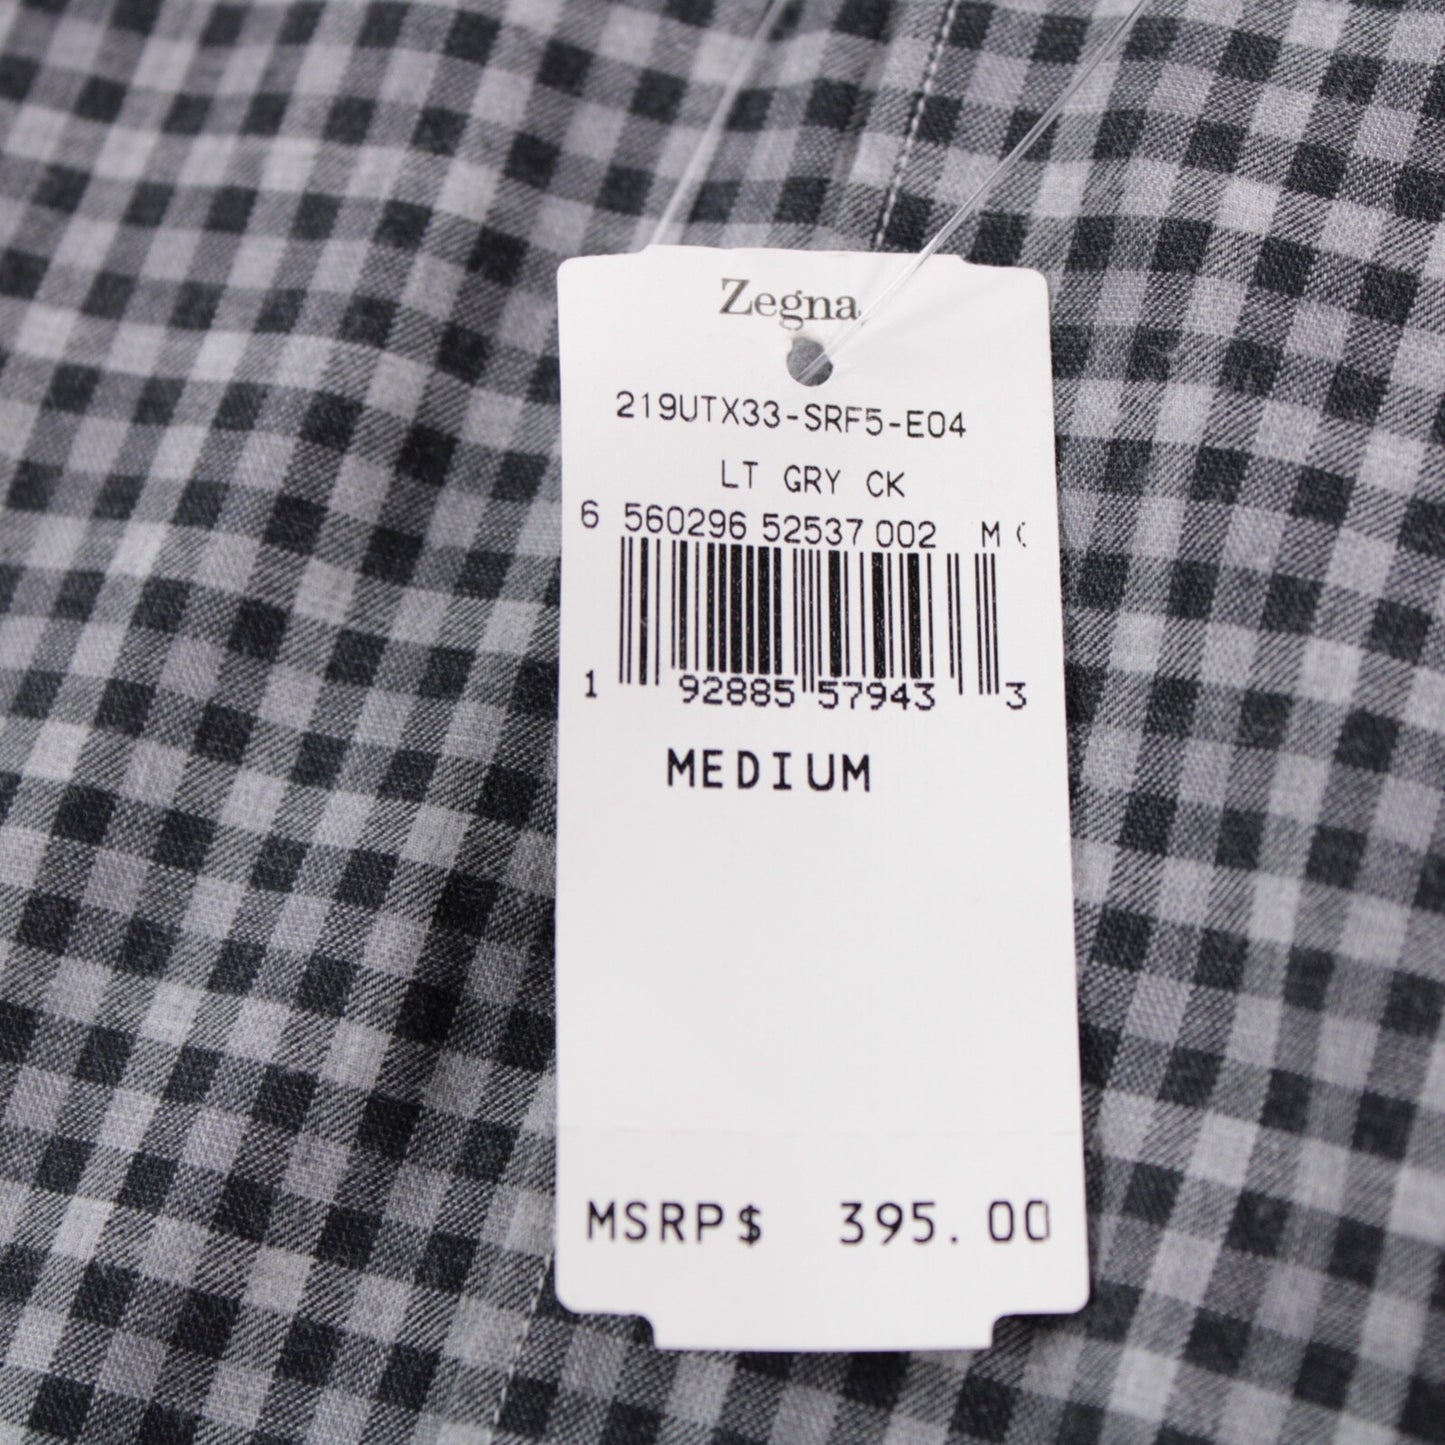 Zegna
219UTX33-SRF5-E04
LT GRY CK
6 560296 52537 002 M
1 92885 57943 3
MEDIUM
MSRP$ 395.00